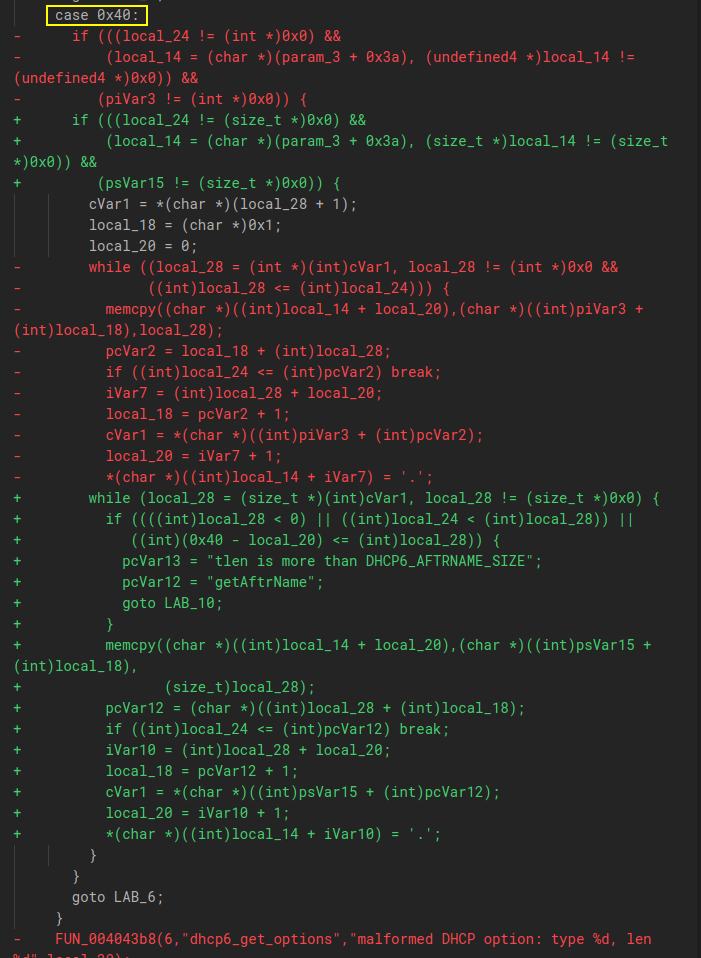 case 0x40:
- if (((local_24 != (int *)0x0) &&
- (local_14 = (char *)(param_3 + 0x3a), (undefined4 *)local_14 !=
(undefined4 *)0x0)) &&
- (piVar3 != (int *)0x0)) {
+ if (((local_24 != (size_t *)0x0) &&
+ (local_14 = (char *)(param_3 + 0x3a), (size_t *)local_14 != (size_t
*)0x0)) &&
+ (psVar15 != (size_t *)0x0)) {
cVar1 = *(char *)(local_28 + 1);
local_18 = (char *)0x1;
local_20 = 0;
- while ((local_28 = (int *)(int)cVar1, local_28 != (int *)0x0 &&
- ((int)local_28 <= (int)local_24))) {
- memcpy((char *)((int)local_14 + local_20),(char *)((int)piVar3 +
(int)local_18),local_28);
- pcVar2 = local_18 + (int)local_28;
- if ((int)local_24 <= (int)pcVar2) break;
- iVar7 = (int)local_28 + local_20;
- local_18 = pcVar2 + 1;
- cVar1 = *(char *)((int)piVar3 + (int)pcVar2);
- local_20 = iVar7 + 1;
- *(char *)((int)local_14 + iVar7) = '.';
+ while (local_28 = (size_t *)(int)cVar1, local_28 != (size_t *)0x0) {
+ if ((((int)local_28 < 0) || ((int)local_24 < (int)local_28)) ||
+ ((int)(0x40 - local_20) <= (int)local_28)) {
+ pcVar13 = "tlen is more than DHCP6_AFTRNAME_SIZE";
+ pcVar12 = "getAftrName";
+ goto LAB_10;
+ }
+ memcpy((char *)((int)local_14 + local_20),(char *)((int)psVar15 +
(int)local_18),
+ (size_t)local_28);
+ pcVar12 = (char *)((int)local_28 + (int)local_18);
+ if ((int)local_24 <= (int)pcVar12) break;
+ iVar10 = (int)local_28 + local_20;
+ local_18 = pcVar12 + 1;
+ cVar1 = *(char *)((int)psVar15 + (int)pcVar12);
+ local_20 = iVar10 + 1;
+ *(char *)((int)local_14 + iVar10) = '.';
}
}
goto LAB_6;
}
- FUN_004043b8(6,"dhcp6_get_options","malformed DHCP option: type %d, len